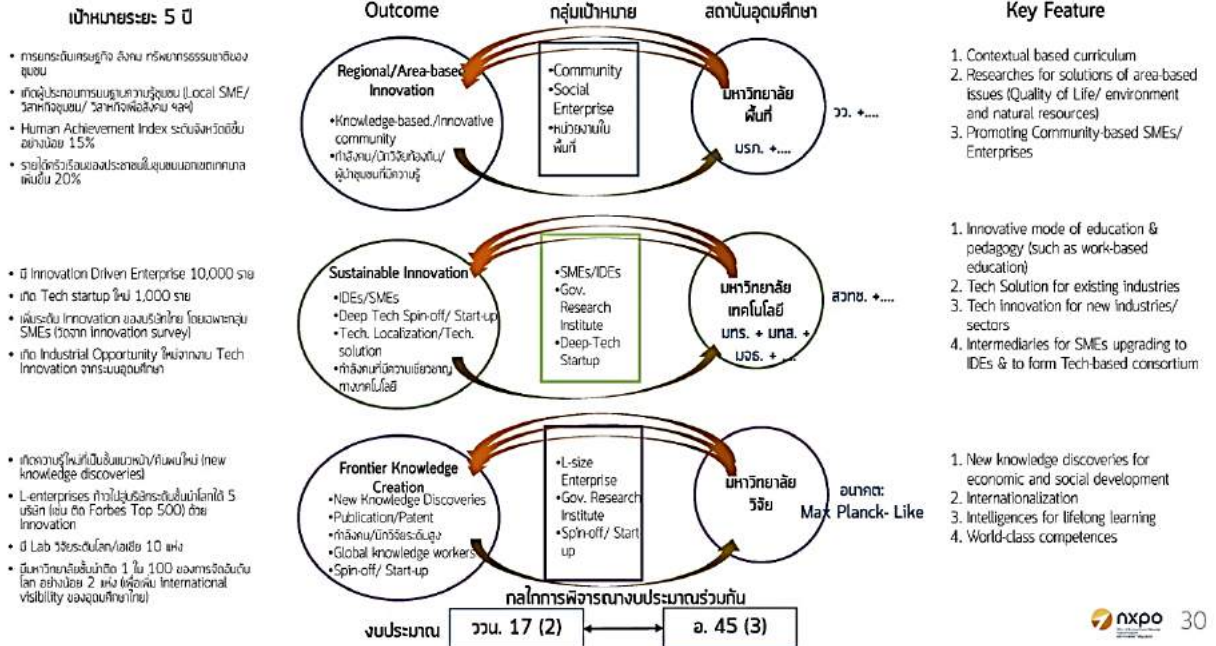 เป้าหมายระยะ 5 ปี
• การยกระดับเศรษฐกิจ สังคม ทรัพยากรธรรมชาติของ
ชุมชน
• เกิดผู้ประกอบการบนฐานความรู้ชุมชน (Local SME/
วิสาหกิจชุมชน/ วิสาหกิจเพื่อสังคม ฯลฯ)
• Human Achievement Index ระดับจังหวัดดีขึ้น
อย่างน้อย 15%
• รายได้ครัวเรือนของประชาชนในชุมชนนอกเขตเทศบาล
เพิ่มขึ้น 20%
• มี Innovation Driven Enterprise 10,000 ราย
• เกิด Tech startup ใหม่ 1,000 ราย
• เพิ่มระดับ Innovation ของบริษัทไทย โดยเฉพาะกลุ่ม
SMEs (วัดจาก innovation survey)
• เกิด Industrial Opportunity ใหม่จากงาน Tech
Innovation จากระบบอุดมศึกษา
• เกิดความรู้ใหม่ที่เป็นขั้นแนวหน้า/ค้นพบใหม่ (new
knowledge discoveries)
• L-enterprises ก้าวไปสู่บริษัทระดับชั้นนำโลกได้ 5
บริษัท (เช่น ติด Forbes Top 500) ด้วย
Innovation
• มี Lab วิจัยระดับโลก/เอเชีย 10 แห่ง
• มีมหาวิทยาลัยชั้นนำติด 1 ใน 100 ของการจัดอันดับ
โลก อย่างน้อย 2 แห่ง (เพื่อเพิ่ม International
visibility ของอุดมศึกษาไทย)
Outcome
Regional/Area-based
Innovation
•Knowledge-based./Innovative
community
•กำลังคน/นักวิจัยท้องถิ่น/
ผู้นำชุมชนที่มีความรู้
Sustainable Innovation
•IDEs/SMEs
•Deep Tech Spin-off/ Start-up
•Tech. Localization/Tech.
solution
•กำลังคนที่มีความเชี่ยวชาญ
ทางเทคโนโลยี
Frontier Knowledge
Creation
•New Knowledge Discoveries
•Publication/Patent
•กำลังคน/นักวิจัยระดับสูง
•Global knowledge workers
•Spin-off/ Start-up
กลุ่มเป้าหมาย
•Community
•Social
Enterprise
•หน่วยงานใน
พื้นที่
•SMEs/IDEs
•Gov.
Research
Institute
•Deep-Tech
Startup
•L-size
Enterprise
•Gov. Research
Institute
•Spin-off/ Start
up
สถาบันอุดมศึกษา
มหาวิทยาลัย
พื้นที่
มรภ. +....
วว. +....
มหาวิทยาลัย
เทคโนโลยี
มทร. + มทส. +
มจธ. + ....
สวทช. +....
มหาวิทยาลัย
วิจัย
อนาคต:
Max Planck- Like
Key Feature
1. Contextual based curriculum
2. Researches for solutions of area-based
issues (Quality of Life/ environment
and natural resources)
3. Promoting Community-based SMEs/
Enterprises
1. Innovative mode of education &
pedagogy (such as work-based
education)
2. Tech Solution for existing industries
3. Tech innovation for new industries/
sectors
4. Intermediaries for SMEs upgrading to
IDEs & to form Tech-based consortium
1. New knowledge discoveries for
economic and social development
2. Internationalization
3. Intelligences for lifelong learning
4. World-class competences
กลไกการพิจารณางบประมาณร่วมกัน
งบประมาณ
ววน. 17 (2)
อ. 45 (3)
nxpo
30